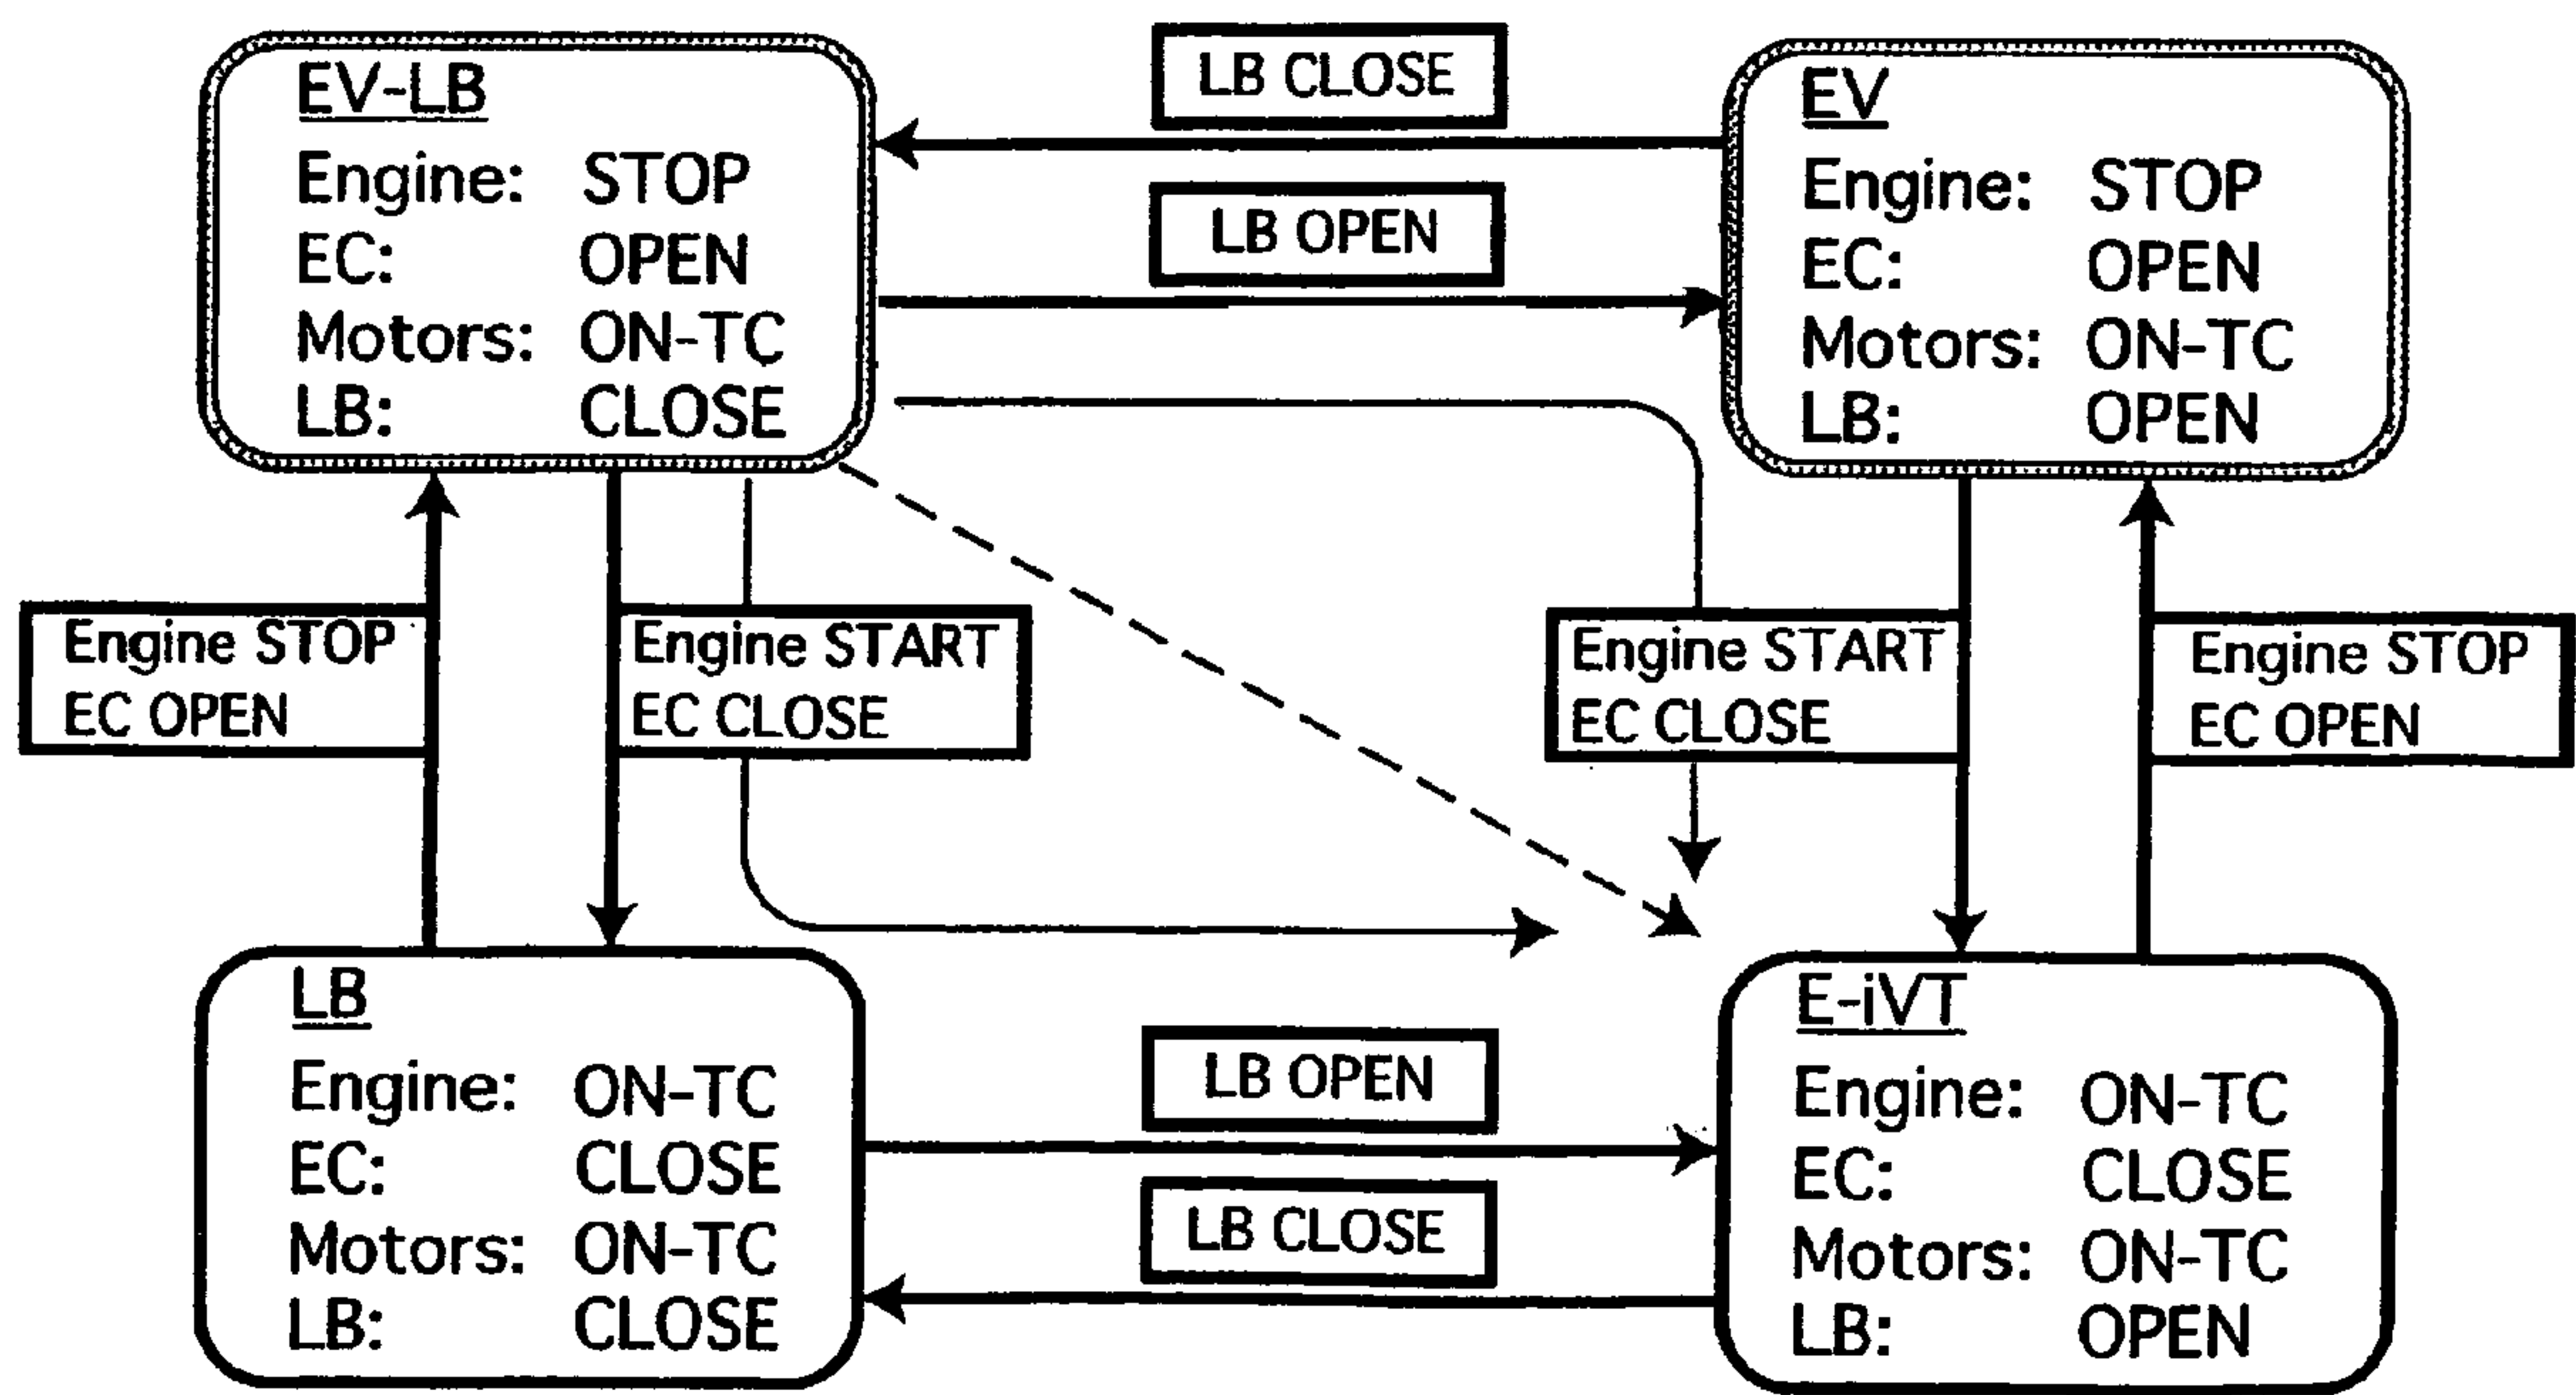 EV-LB
Engine: STOP
EC: OPEN
Motors: ON-TC
LB: CLOSE
LB CLOSE
LB OPEN
EV
Engine: STOP
EC: OPEN
Motors: ON-TC
LB: OPEN
Engine STOP
EC OPEN
Engine START
EC CLOSE
Engine START
EC CLOSE
Engine STOP
EC OPEN
LB
Engine: ON-TC
EC: CLOSE
Motors: ON-TC
LB: CLOSE
LB OPEN
LB CLOSE
E-iVT
Engine: ON-TC
EC: CLOSE
Motors: ON-TC
LB: OPEN